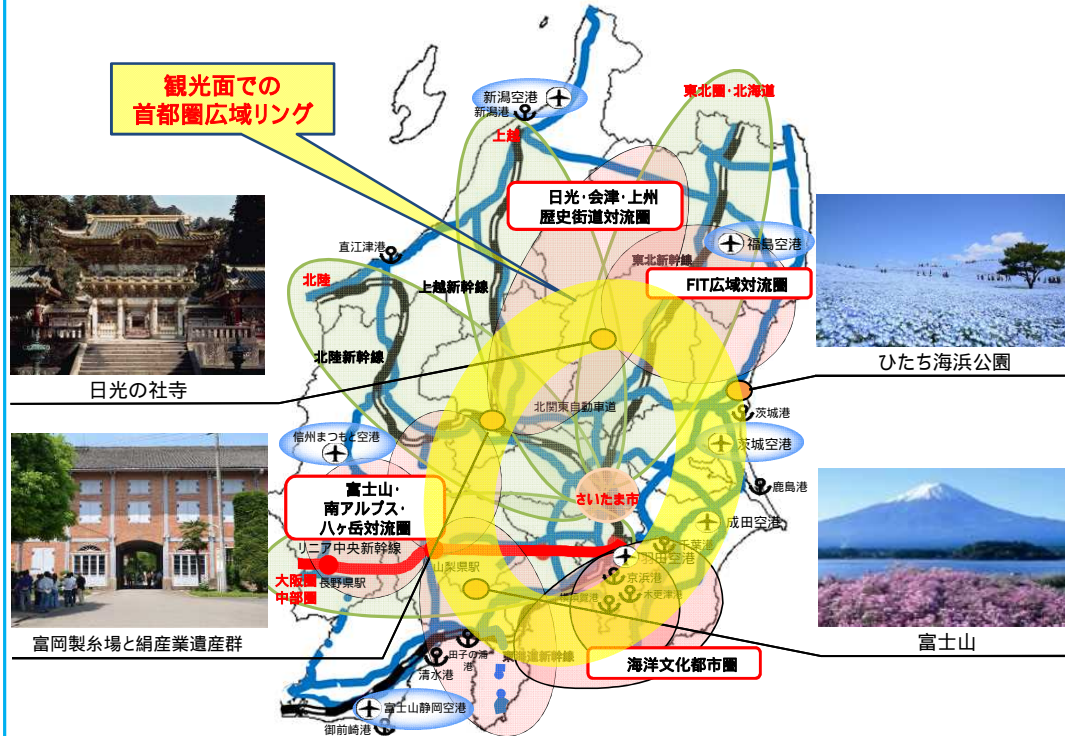 観光面での
首都圏広域リング
新潟空港
新潟港
上越
東北圏・北海道
日光・会津・上州
歴史街道対流圏
直江津港
福島空港
東北新幹線
FIT広域対流圏
北陸
上越新幹線
北陸新幹線
日光の社寺
ひたち海浜公園
北関東自動車道
茨城港
信州まつもと空港
茨城空港
富士山・
南アルプス・
八ヶ岳対流圏
さいたま市
鹿島港
成田空港
リニア中央新幹線
千葉港
羽田空港
山梨県駅
大阪圏
中部圏
長野県駅
京浜港
横須賀港
木更津港
富岡製糸場と絹産業遺産群
富士山
田子の浦
港
東海道新幹線
清水港
海洋文化都市圏
富士山静岡空港
御前崎港